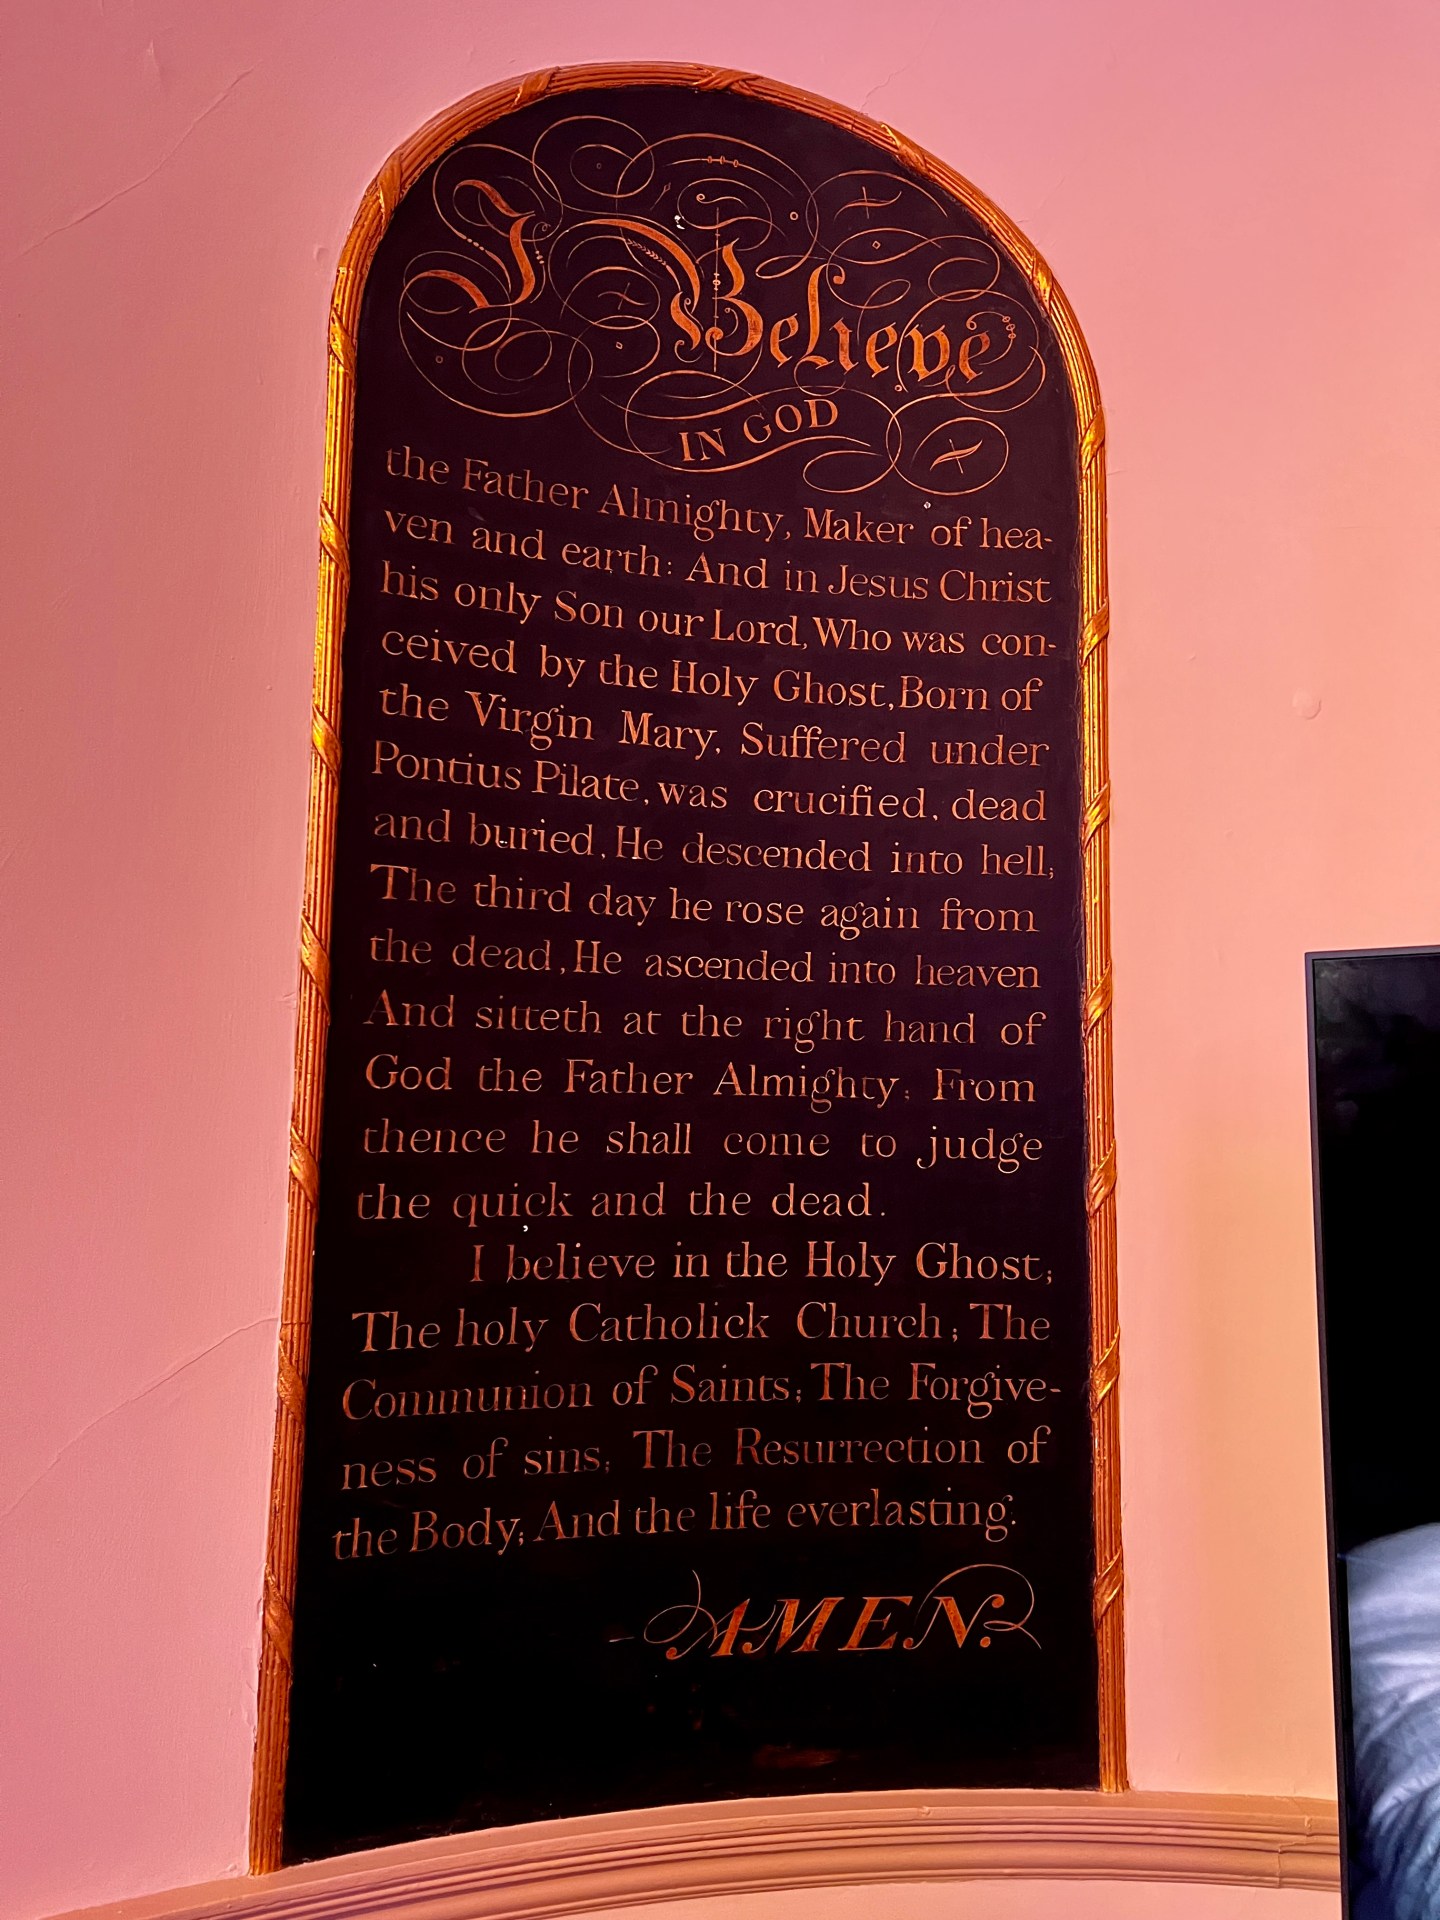 I Believe
IN GOD
the Father Almighty, Maker of hea-
ven and earth: And in Jesus Christ
his only Son our Lord, Who was con-
ceived by the Holy Ghost, Born of
the Virgin Mary, Suffered under
Pontius Pilate, was crucified, dead
and buried, He descended into hell;
The third day he rose again from
the dead, He ascended into heaven
And sitteth at the right hand of
God the Father Almighty; From
thence he shall come to judge
the quick and the dead.
I believe in the Holy Ghost;
The holy Catholick Church; The
Communion of Saints; The Forgive-
ness of sins; The Resurrection of
the Body; And the life everlasting.
AMEN.